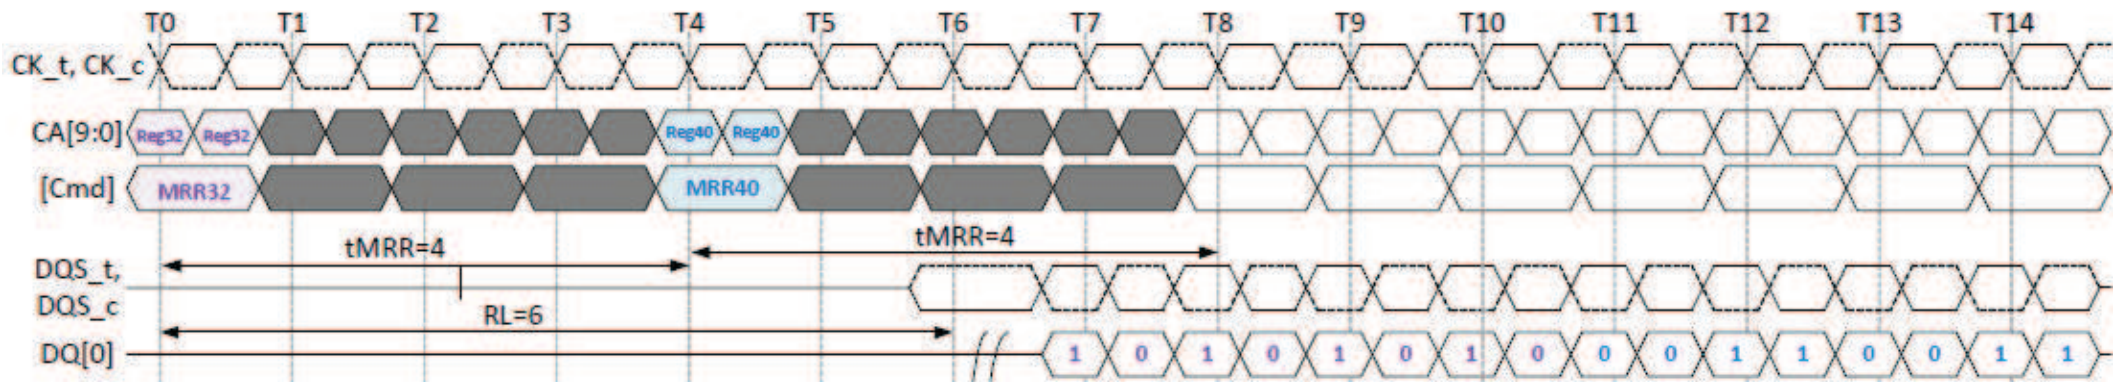 T0 T1 T2 T3 T4 T5 T6 T7 T8 T9 T10 T11 T12 T13 T14
CK_t, CK_c
CA[9:0] Reg32 Reg32 Reg40 Reg40
[Cmd] MRR32 MRR40
tMRR=4 tMRR=4
DQS_t,
DQS_c
RL=6
DQ[0] 1 0 1 0 1 0 1 0 0 0 1 1 0 0 1 1